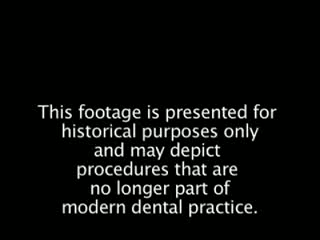 This footage is presented for
historical purposes only
and may depict
procedures that are
no longer part of
modern dental practice.